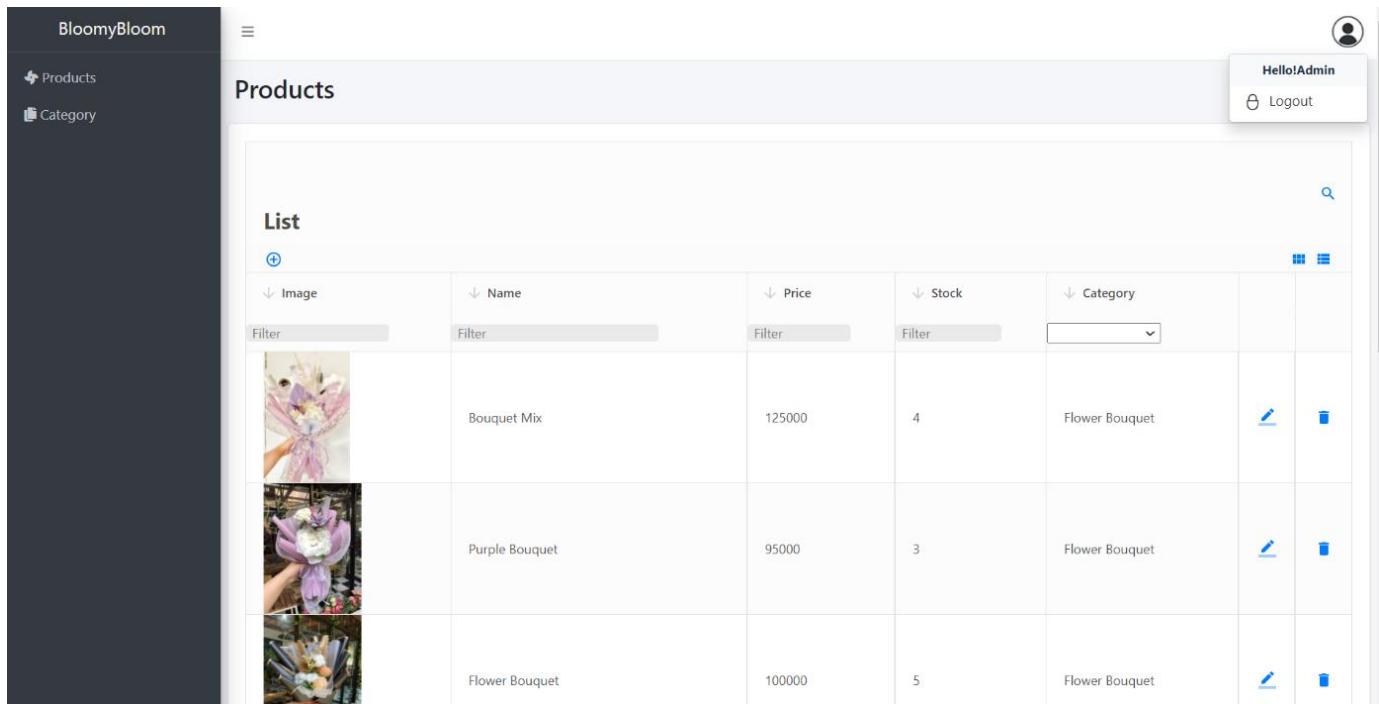 BloomyBloom
Products
Category
Hello!Admin
Logout
Products
List
Image Name Price Stock Category
Filter Filter Filter Filter
Bouquet Mix 125000 4 Flower Bouquet
Purple Bouquet 95000 3 Flower Bouquet
Flower Bouquet 100000 5 Flower Bouquet